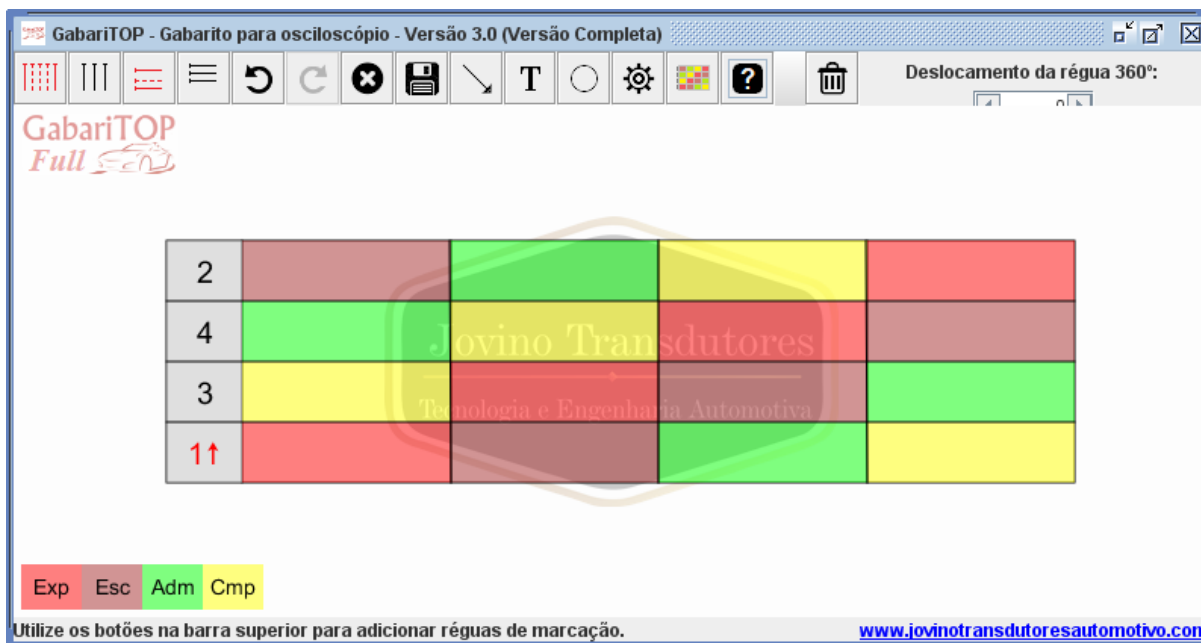 GabariTOP - Gabarito para osciloscópio - Versão 3.0 (Versão Completa)
T
?
Deslocamento da régua 360º:
GabariTOP
Full
2
4
3
1↑
Jovino Transdutores
Tecnologia e Engenharia Automotiva
Exp Esc Adm Cmp
Utilize os botões na barra superior para adicionar réguas de marcação.
www.jovinotransdutoresautomotivo.com